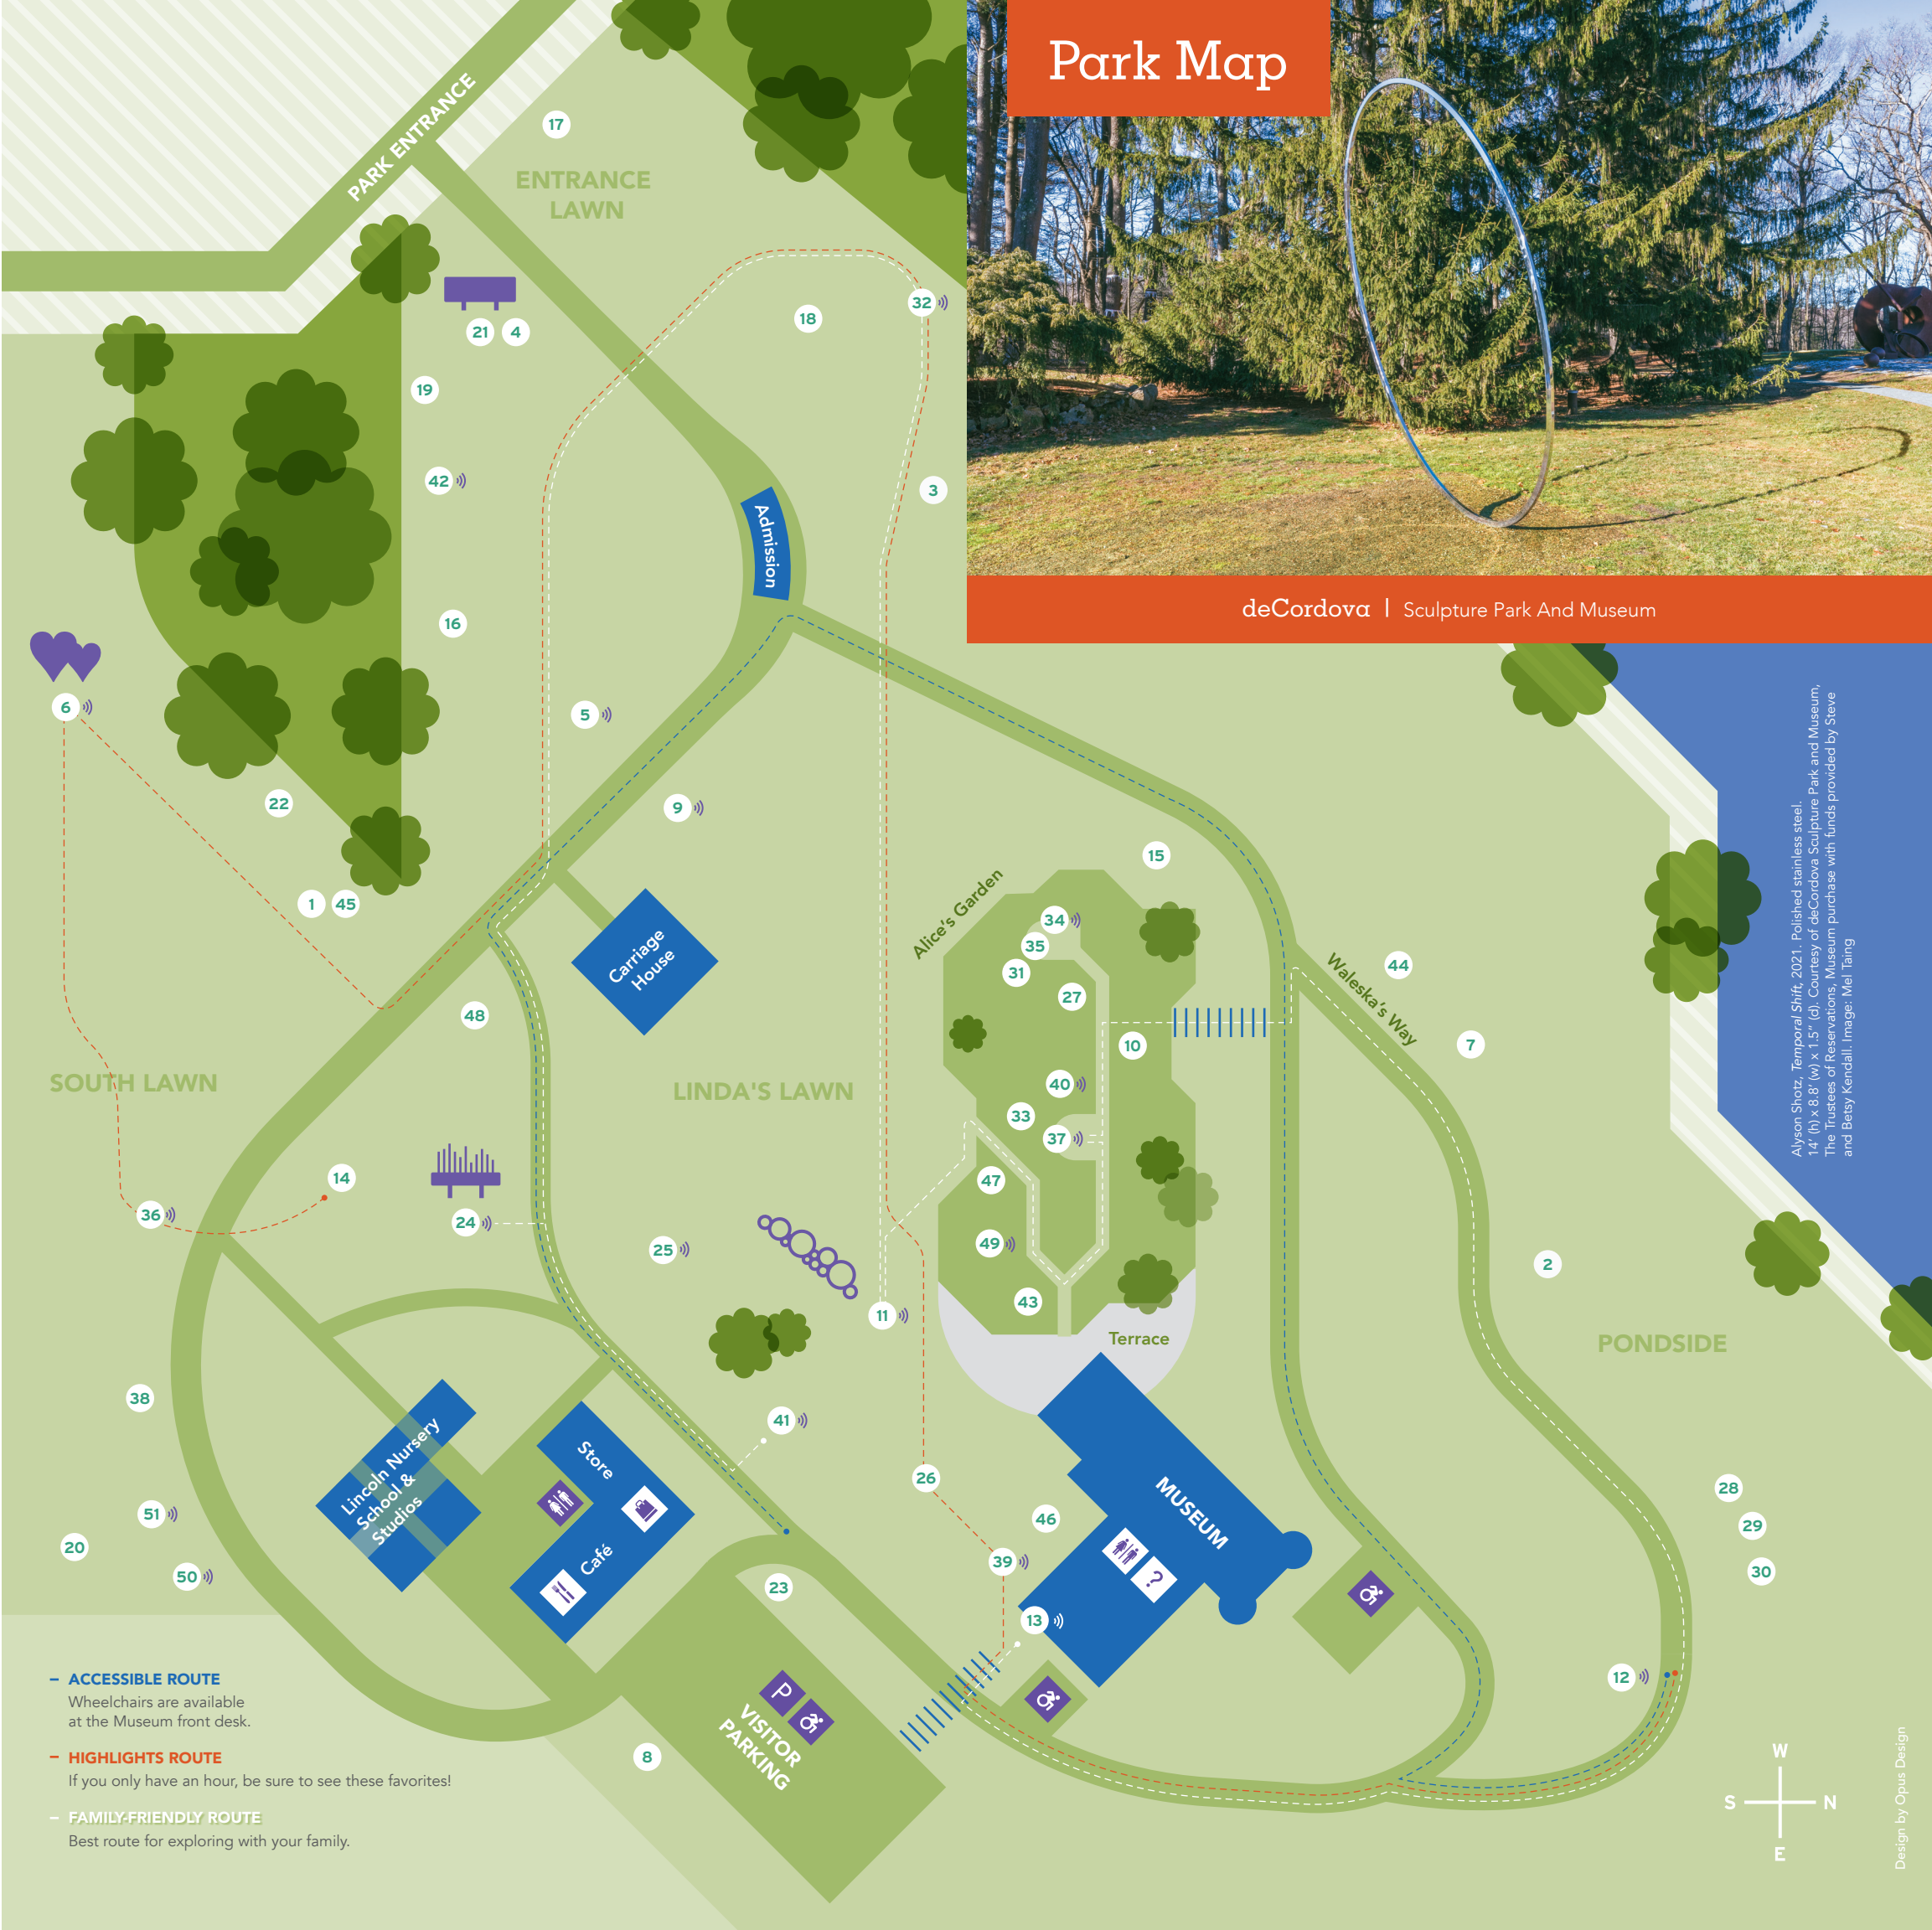 Park Map
deCordova | Sculpture Park And Museum
PARK ENTRANCE
17
ENTRANCE
LAWN
32
18
21 4
19
42
3
Admission
16
6
5
22
9
15
1 45
Carriage
House
Alice's Garden
34
35
31
27
10
Waleska's Way
44
7
48
SOUTH LAWN
LINDA'S LAWN
40
33
37
47
14
36
24
25
49
2
43
11
Terrace
PONDSIDE
38
41
Lincoln Nursery
School &
Studios
Store
Café
26
46
MUSEUM
?
28
29
30
51
20
50
39
23
13
12
P
VISITOR
PARKING
8
– ACCESSIBLE ROUTE
Wheelchairs are available
at the Museum front desk.
– HIGHLIGHTS ROUTE
If you only have an hour, be sure to see these favorites!
– FAMILY-FRIENDLY ROUTE
Best route for exploring with your family.
W
S N
E
Alyson Shotz, Temporal Shift, 2021. Polished stainless steel.
14' (h) x 8.8' (w) x 1.5" (d). Courtesy of deCordova Sculpture Park and Museum,
The Trustees of Reservations, Museum purchase with funds provided by Steve
and Betsy Kendall. Image: Mel Taing
Design by Opus Design